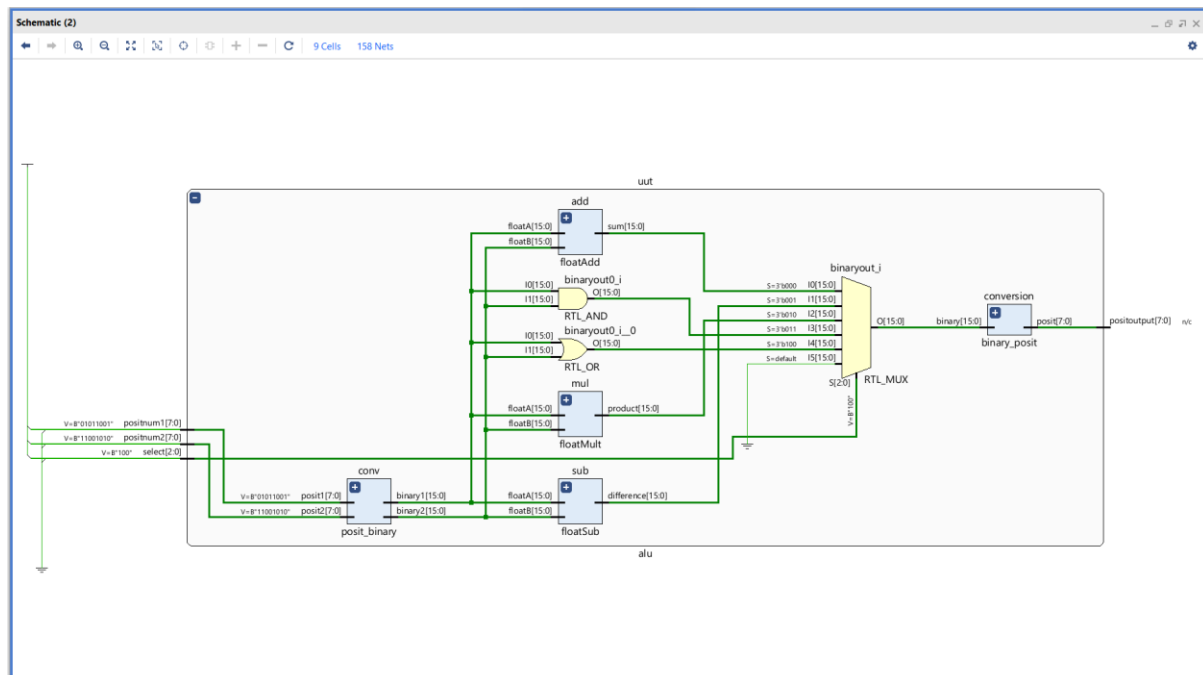 Schematic (2)
9 Cells 158 Nets
uut
add
floatA[15:0] sum[15:0]
floatB[15:0]
floatAdd
binaryout0_i
I0[15:0] O[15:0]
I1[15:0]
RTL_AND
binaryout0_i__0
I0[15:0] O[15:0]
I1[15:0]
RTL_OR
mul
floatA[15:0] product[15:0]
floatB[15:0]
floatMult
binaryout_i
S=3'b000 I0[15:0]
S=3'b001 I1[15:0]
S=3'b010 I2[15:0] O[15:0]
S=3'b011 I3[15:0]
S=3'b100 I4[15:0]
S=default I5[15:0]
S[2:0] RTL_MUX
V=B"100"
conversion
binary[15:0] posit[7:0] positoutput[7:0] n/c
binary_posit
V=B"01011001" positnum1[7:0]
V=B"11001010" positnum2[7:0]
V=B"100" select[2:0]
conv
V=B"01011001" posit1[7:0] binary1[15:0]
V=B"11001010" posit2[7:0] binary2[15:0]
posit_binary
sub
floatA[15:0] difference[15:0]
floatB[15:0]
floatSub
alu